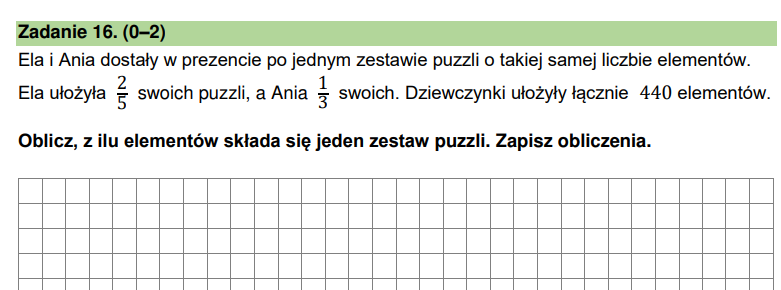 Zadanie 16. (0–2)
Ela i Ania dostały w prezencie po jednym zestawie puzzli o takiej samej liczbie elementów.
Ela ułożyła 2/5 swoich puzzli, a Ania 1/3 swoich. Dziewczynki ułożyły łącznie 440 elementów.
Oblicz, z ilu elementów składa się jeden zestaw puzzli. Zapisz obliczenia.